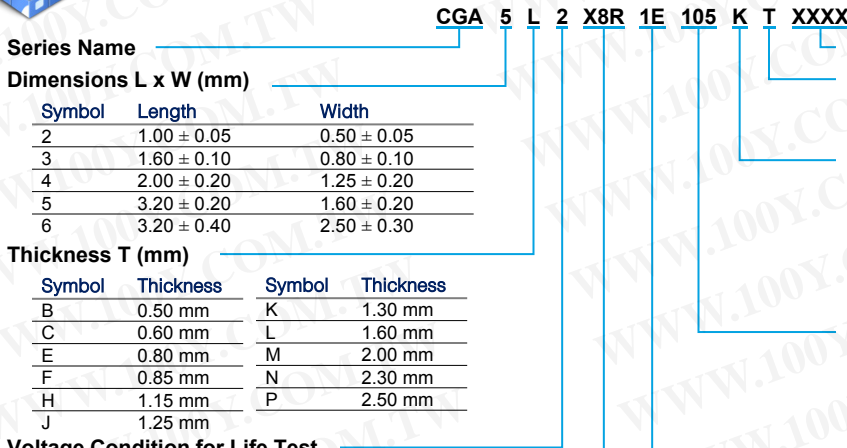 CGA 5 L 2 X8R 1E 105 K T XXXX
Series Name
Dimensions L x W (mm)
Symbol Length Width
2 1.00 ± 0.05 0.50 ± 0.05
3 1.60 ± 0.10 0.80 ± 0.10
4 2.00 ± 0.20 1.25 ± 0.20
5 3.20 ± 0.20 1.60 ± 0.20
6 3.20 ± 0.40 2.50 ± 0.30
Thickness T (mm)
Symbol Thickness Symbol Thickness
B 0.50 mm K 1.30 mm
C 0.60 mm L 1.60 mm
E 0.80 mm M 2.00 mm
F 0.85 mm N 2.30 mm
H 1.15 mm P 2.50 mm
J 1.25 mm
Voltage Condition for Life Test
WWW.100Y.COM.TW